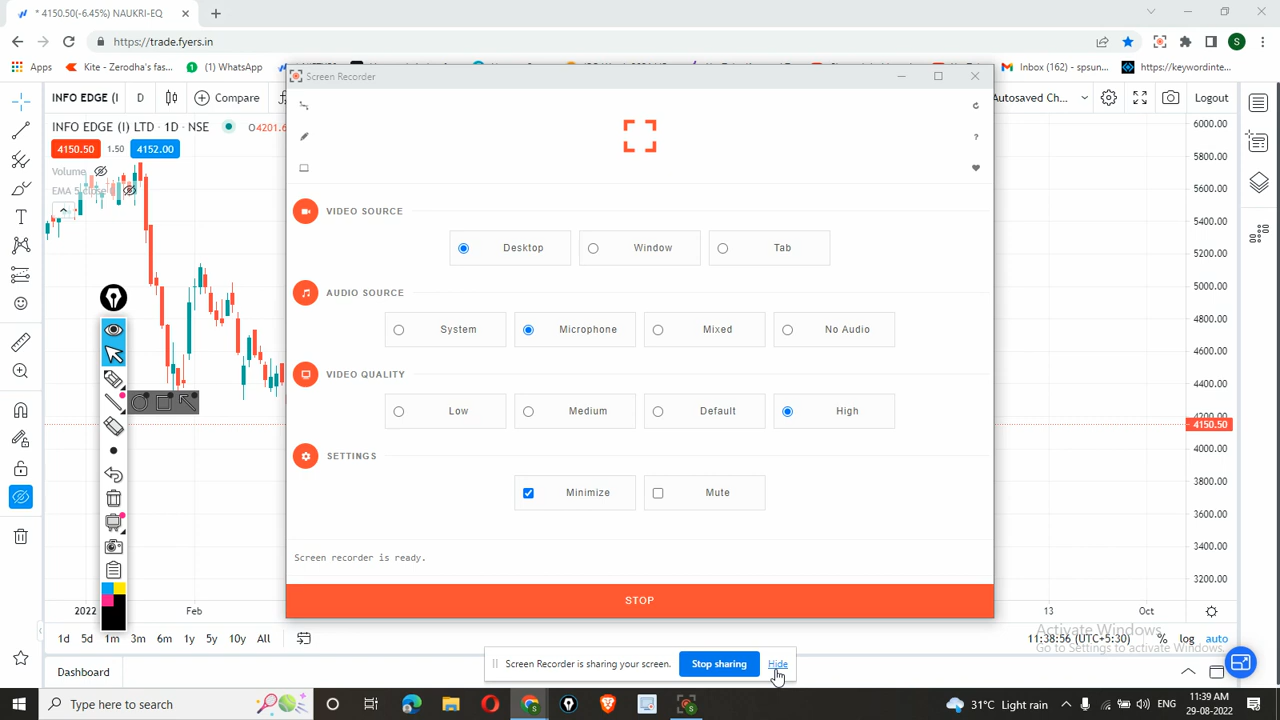 * 4150.50(-6.45%) NAUKRI-EQ
https://trade.fyers.in
S
Apps
Kite - Zerodha's fas...
(1) WhatsApp
Inbox (162) - spsun...
https://keywordinte...
Screen Recorder
INFO EDGE (I
D
Compare
Autosaved Ch...
Logout
INFO EDGE (I) LTD · 1D · NSE
O4201.6
4150.50
1.50
4152.00
Volume
EMA 5 close
?
VIDEO SOURCE
Desktop
Window
Tab
AUDIO SOURCE
System
Microphone
Mixed
No Audio
VIDEO QUALITY
Low
Medium
Default
High
SETTINGS
Minimize
Mute
Screen recorder is ready.
STOP
6000.00
5800.00
5600.00
5400.00
5200.00
5000.00
4800.00
4600.00
4400.00
4200.00
4150.50
4000.00
3800.00
3600.00
3400.00
3200.00
2022
Feb
13
Oct
1d
5d
1m
3m
6m
1y
5y
10y
All
11:38:56 (UTC+5:30)
%
log
auto
Activate Windows
Go to Settings to activate Windows.
Screen Recorder is sharing your screen.
Stop sharing
Hide
Dashboard
Type here to search
31°C Light rain
ENG
11:39 AM
29-08-2022